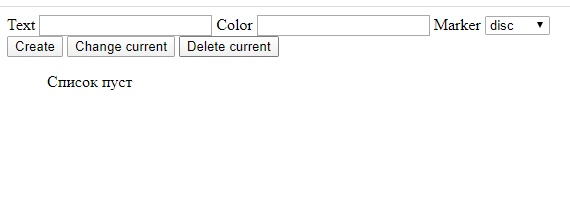 Text Color Marker disc
Create Change current Delete current
Список пуст